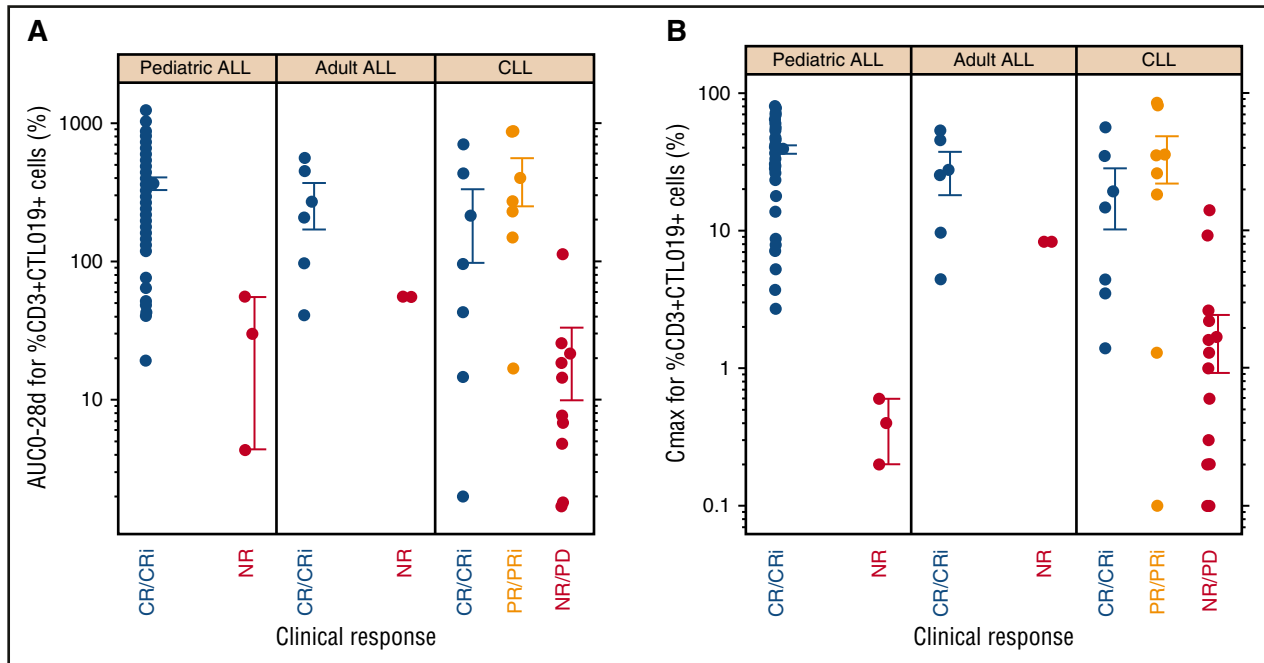 A
Pediatric ALL
Adult ALL
CLL
AUC0-28d for %CD3+CTL019+ cells (%)
1000
100
10
CR/CRi
NR
CR/CRi
NR
CR/CRi
PR/PRi
NR/PD
Clinical response
B
Pediatric ALL
Adult ALL
CLL
Cmax for %CD3+CTL019+ cells (%)
100
10
1
0.1
CR/CRi
NR
CR/CRi
NR
CR/CRi
PR/PRi
NR/PD
Clinical response